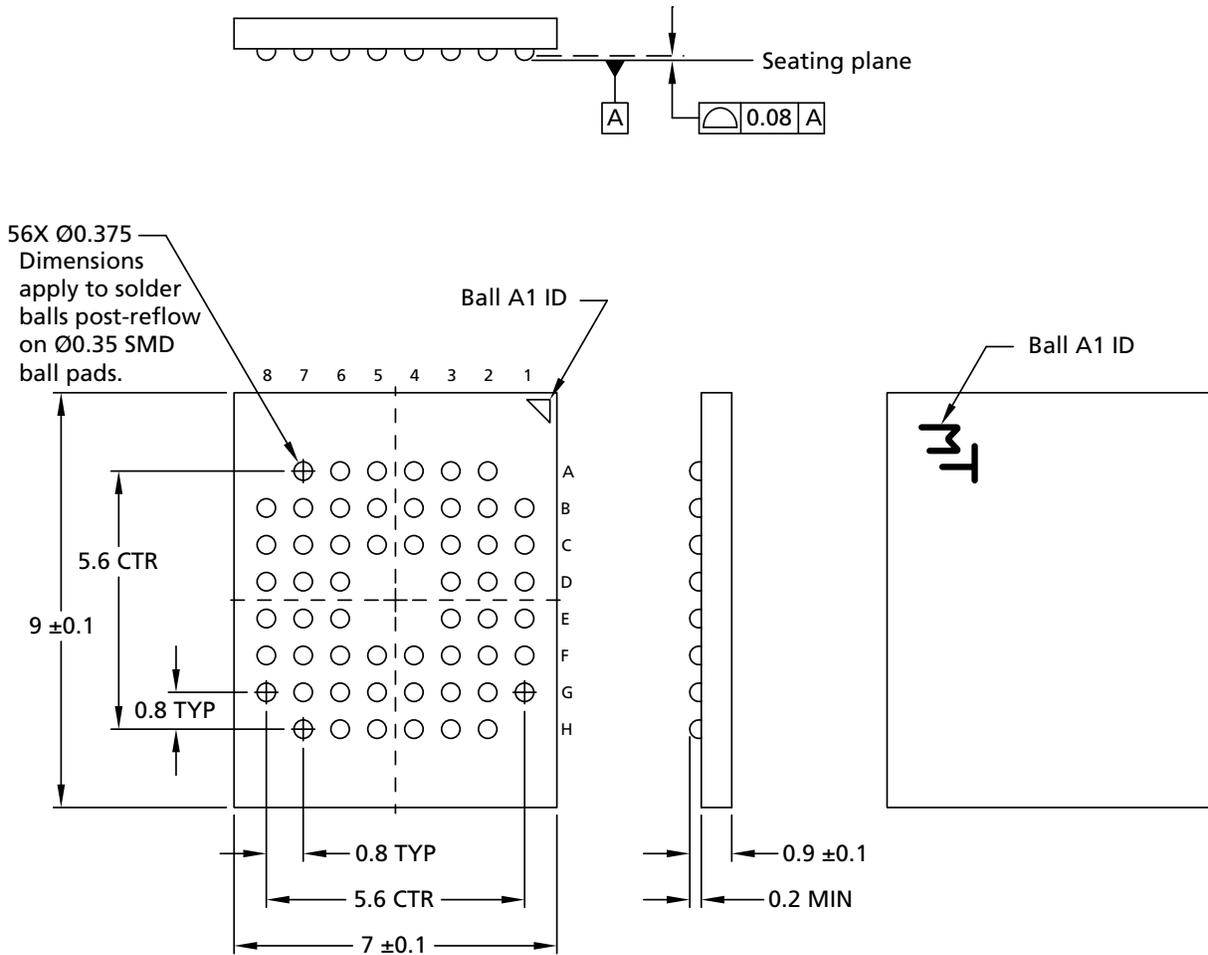 Seating plane
A
0.08 A
56X Ø0.375
Dimensions
apply to solder
balls post-reflow
on Ø0.35 SMD
ball pads.
Ball A1 ID
Ball A1 ID
8 7 6 5 4 3 2 1
A
B
C
D
E
F
G
H
5.6 CTR
9 ±0.1
0.8 TYP
0.8 TYP
5.6 CTR
7 ±0.1
0.9 ±0.1
0.2 MIN
MT